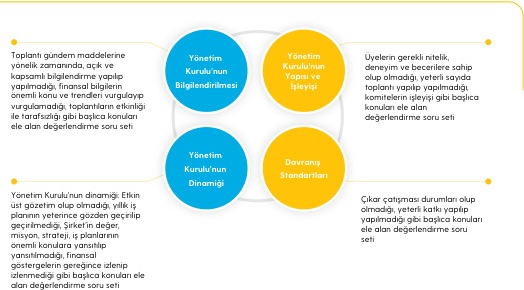 Toplantı gündem maddelerine
yönelik zamanında, açık ve
kapsamlı bilgilendirme yapılıp
yapılmadığı, finansal bilgilerin
önemli konu ve trendleri vurgulayıp
vurgulamadığı, toplantıların etkinliği
ile tarafsızlığı gibi başlıca konuları
ele alan değerlendirme soru seti
Yönetim
Kurulu'nun
Bilgilendirilmesi
Yönetim
Kurulu'nun
Yapısı ve
İşleyişi
Üyelerin gerekli nitelik,
deneyim ve becerilere sahip
olup olmadığı, yeterli sayıda
toplantı yapılıp yapılmadığı,
komitelerin işleyişi gibi başlıca
konuları ele alan
değerlendirme soru seti
Yönetim Kurulu'nun dinamiği: Etkin
üst gözetim olup olmadığı, yıllık iş
planının yeterince gözden geçirilip
geçirilmediği, Şirket'in değer,
misyon, strateji, iş planlarının
önemli konulara yansıtılıp
yansıtılmadığı, finansal
göstergelerin gereğince izlenip
izlenmediği gibi başlıca konuları ele
alan değerlendirme soru seti
Yönetim
Kurulu'nun
Dinamiği
Davranış
Standartları
Çıkar çatışması durumları olup
olmadığı, yeterli katkı yapılıp
yapılmadığı gibi başlıca konuları
ele alan değerlendirme soru
seti